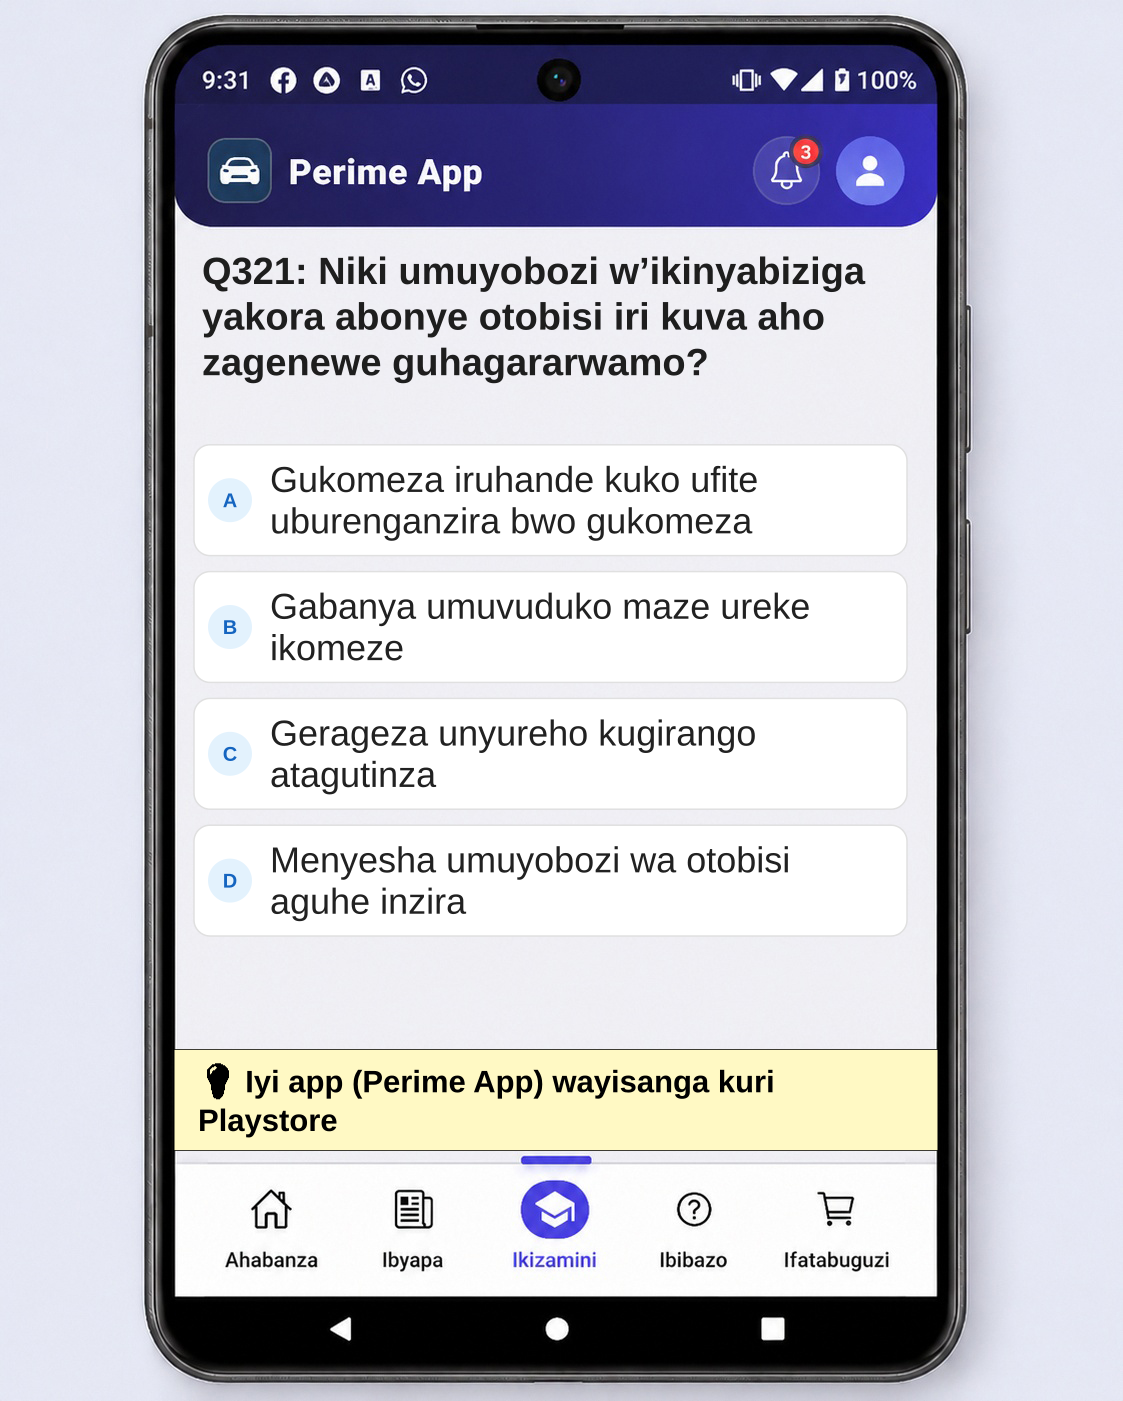 9:31
100%
Perime App
3
Q321: Niki umuyobozi w’ikinyabiziga
yakora abonye otobisi iri kuva aho
zagenewe guhagararwamo?
A
Gukomeza iruhande kuko ufite
uburenganzira bwo gukomeza
B
Gabanya umuvuduko maze ureke
ikomeze
C
Gerageza unyureho kugirango
atagutinza
D
Menyesha umuyobozi wa otobisi
aguhe inzira
Iyi app (Perime App) wayisanga kuri
Playstore
Ahabanza
Ibyapa
Ikizamini
Ibibazo
Ifatabuguzi